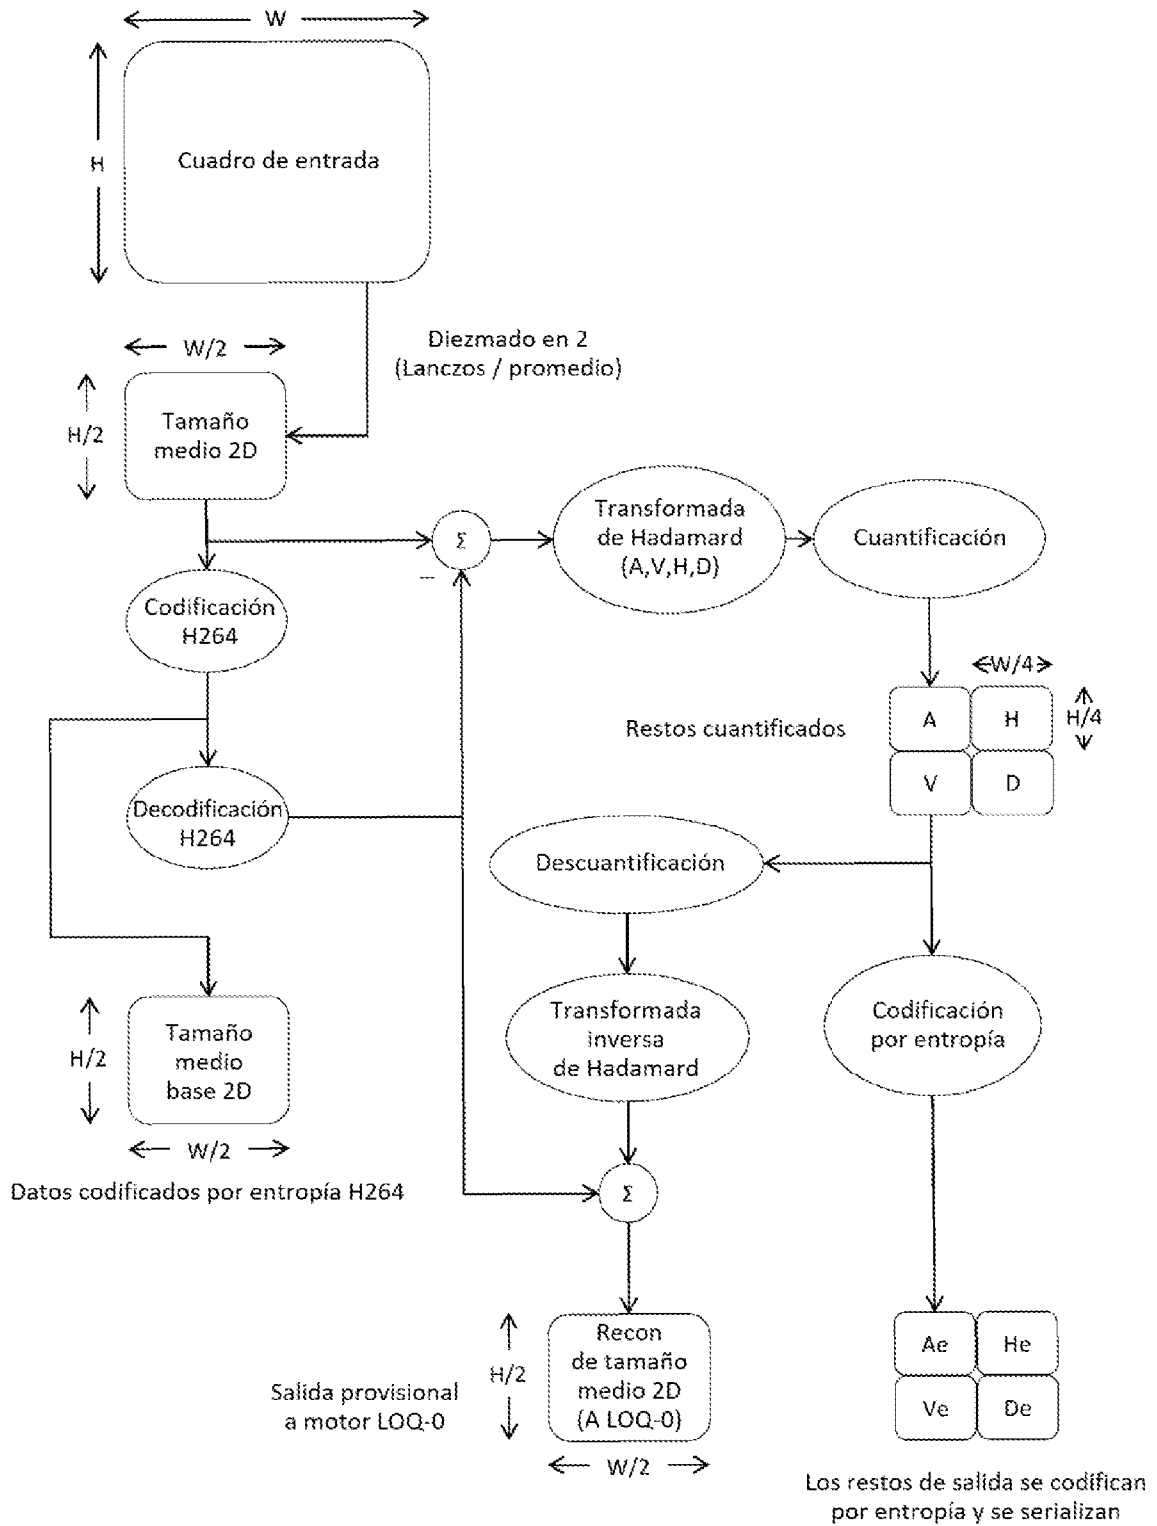 W
H
Cuadro de entrada
Diezmado en 2
(Lanczos / promedio)
W/2
H/2
Tamaño
medio 2D
Σ
−
Transformada
de Hadamard
(A,V,H,D)
Cuantificación
Codificación
H264
W/4
H/4
Restos cuantificados
A
H
V
D
Decodificación
H264
Descuantificación
Transformada
inversa
de Hadamard
Codificación
por entropía
H/2
Tamaño
medio
base 2D
W/2
Datos codificados por entropía H264
Σ
Salida provisional
a motor LOQ-0
H/2
Recon
de tamaño
medio 2D
(A LOQ-0)
W/2
Ae
He
Ve
De
Los restos de salida se codifican
por entropía y se serializan